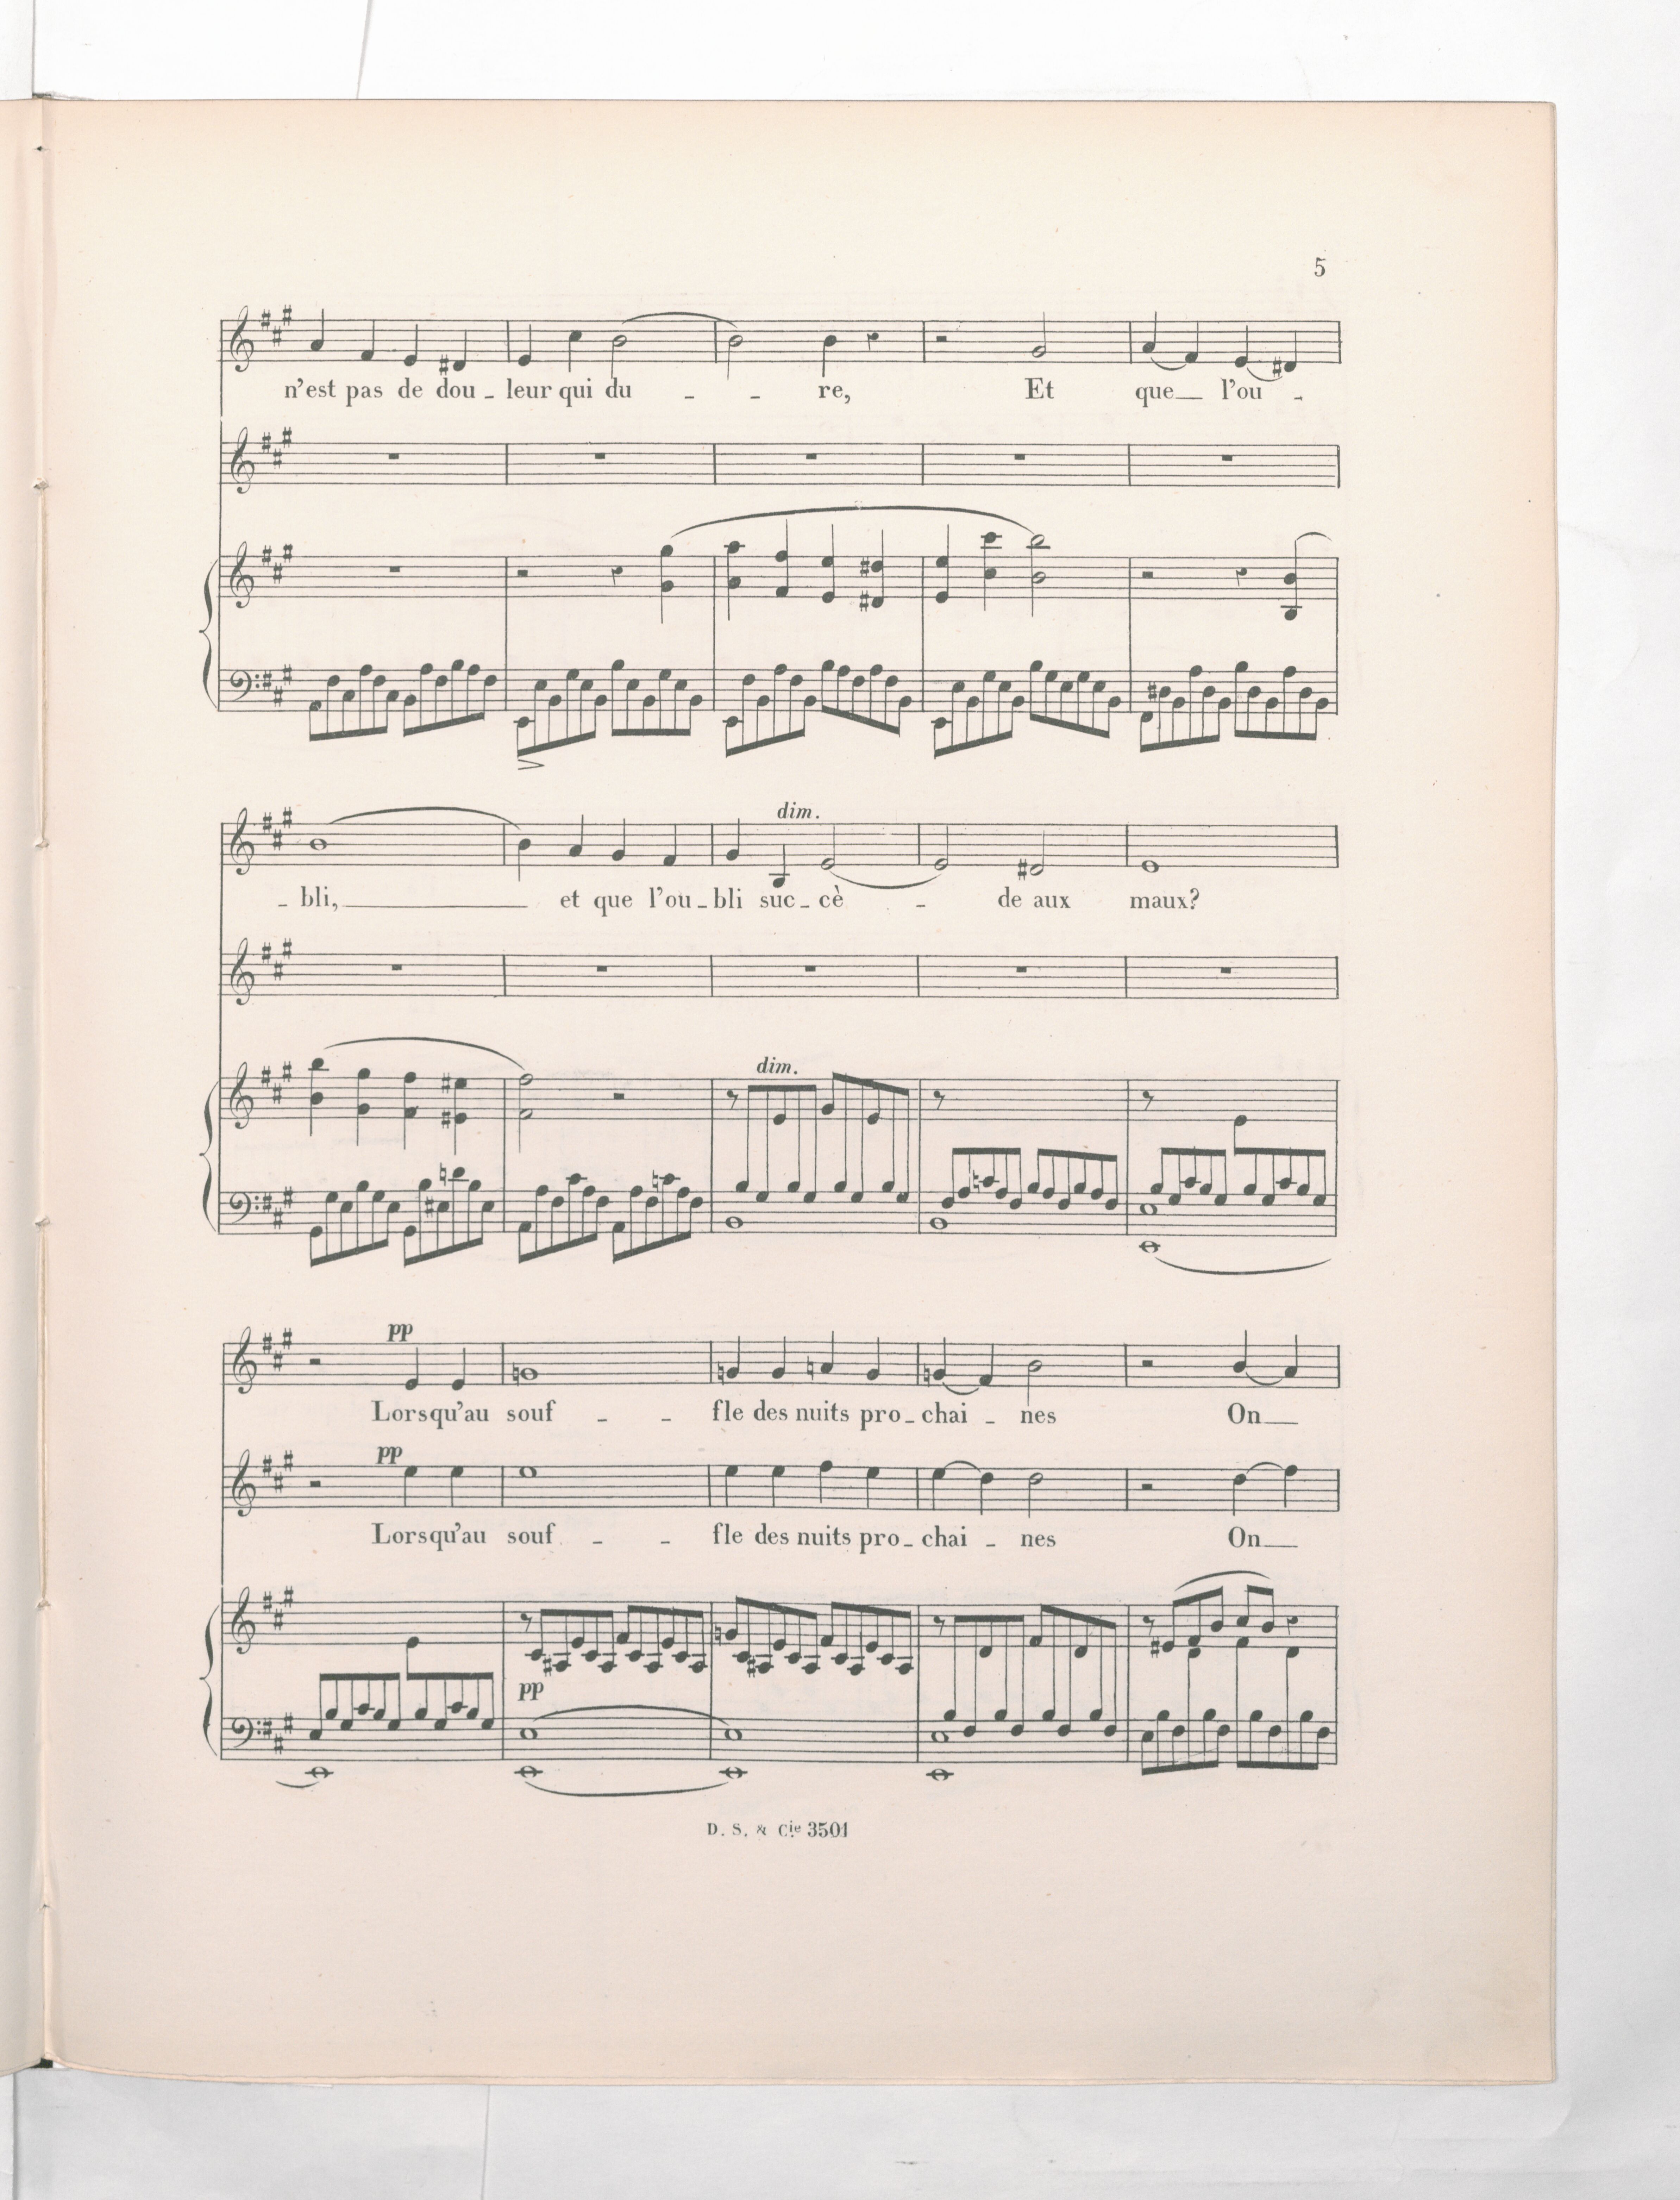 5
n'est pas de dou - leur qui du - - re, Et que l'ou -
dim.
- bli, et que l'ou - bli suc - cè - de aux maux?
dim.
pp
Lorsqu'au souf - - fle des nuits pro - chai - nes On
pp
Lorsqu'au souf - - fle des nuits pro - chai - nes On
pp
D. S. & Cie 3501